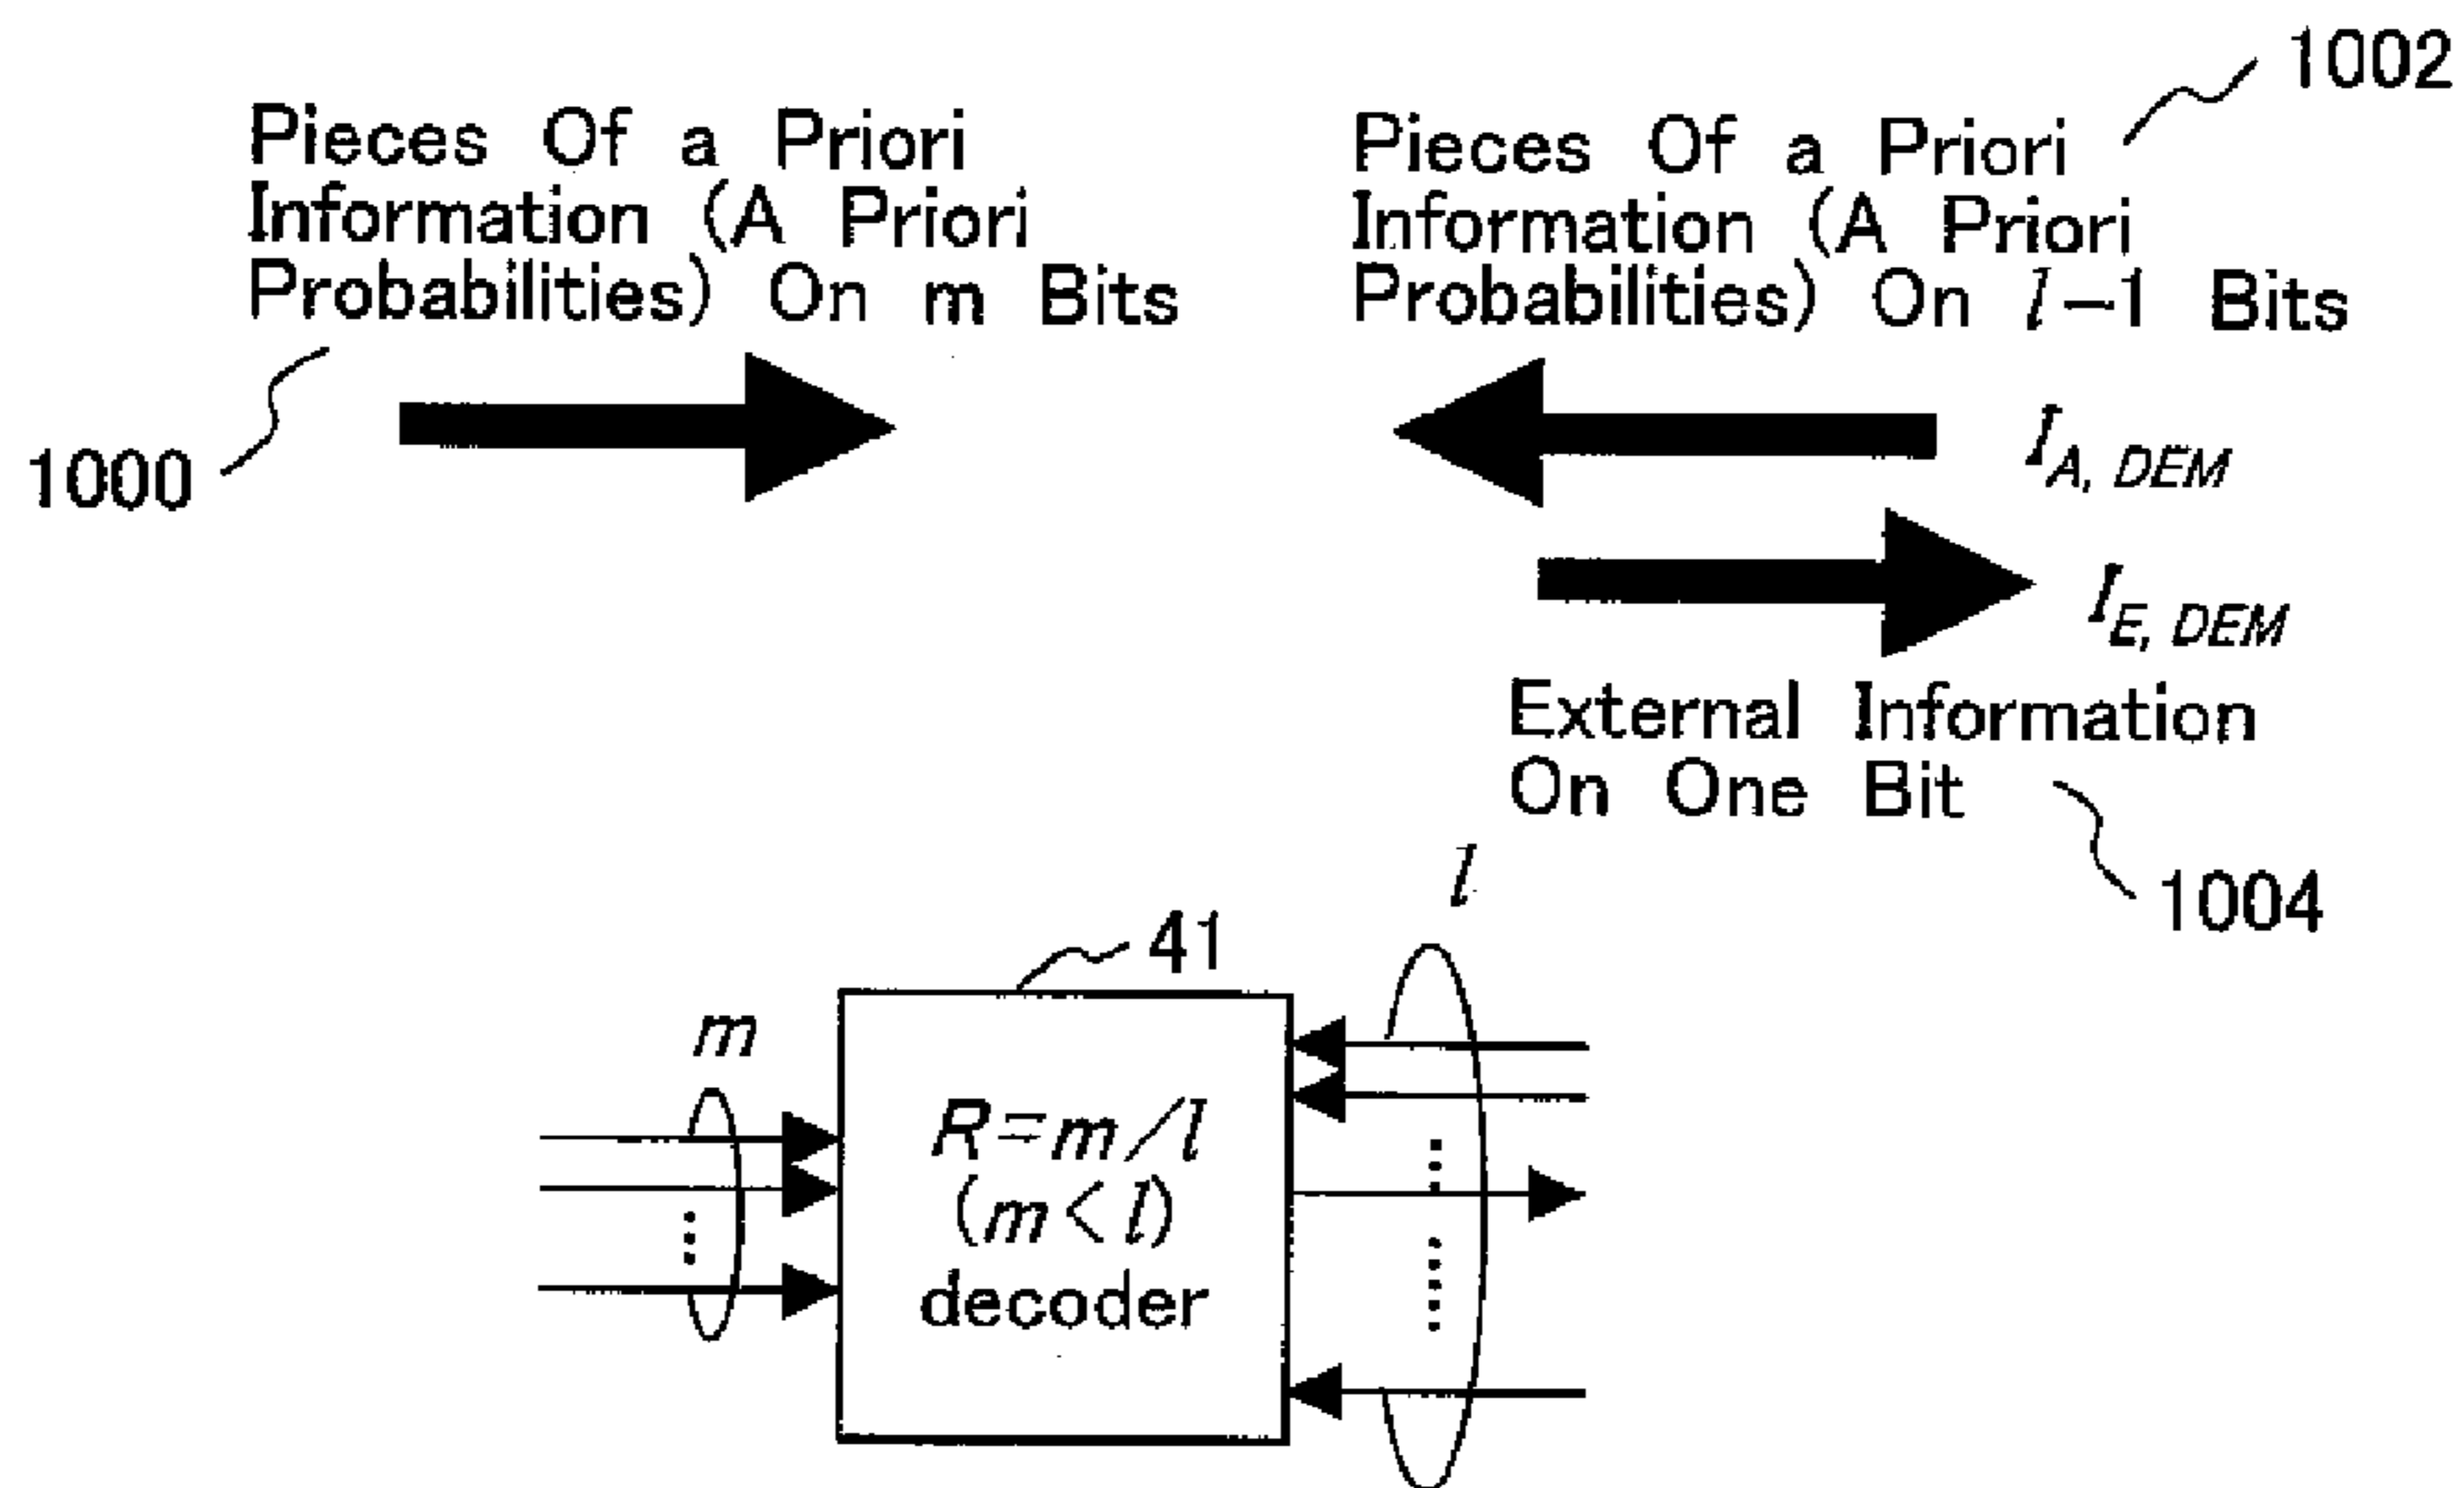 1002
Pieces Of a Priori
Information (A Priori
Probabilities) On m Bits
Pieces Of a Priori
Information (A Priori
Probabilities) On l-1 Bits
1000
I_A, DEM
I_E, DEM
External Information
On One Bit
1004
l
41
m
R=m/l
(m<l)
decoder